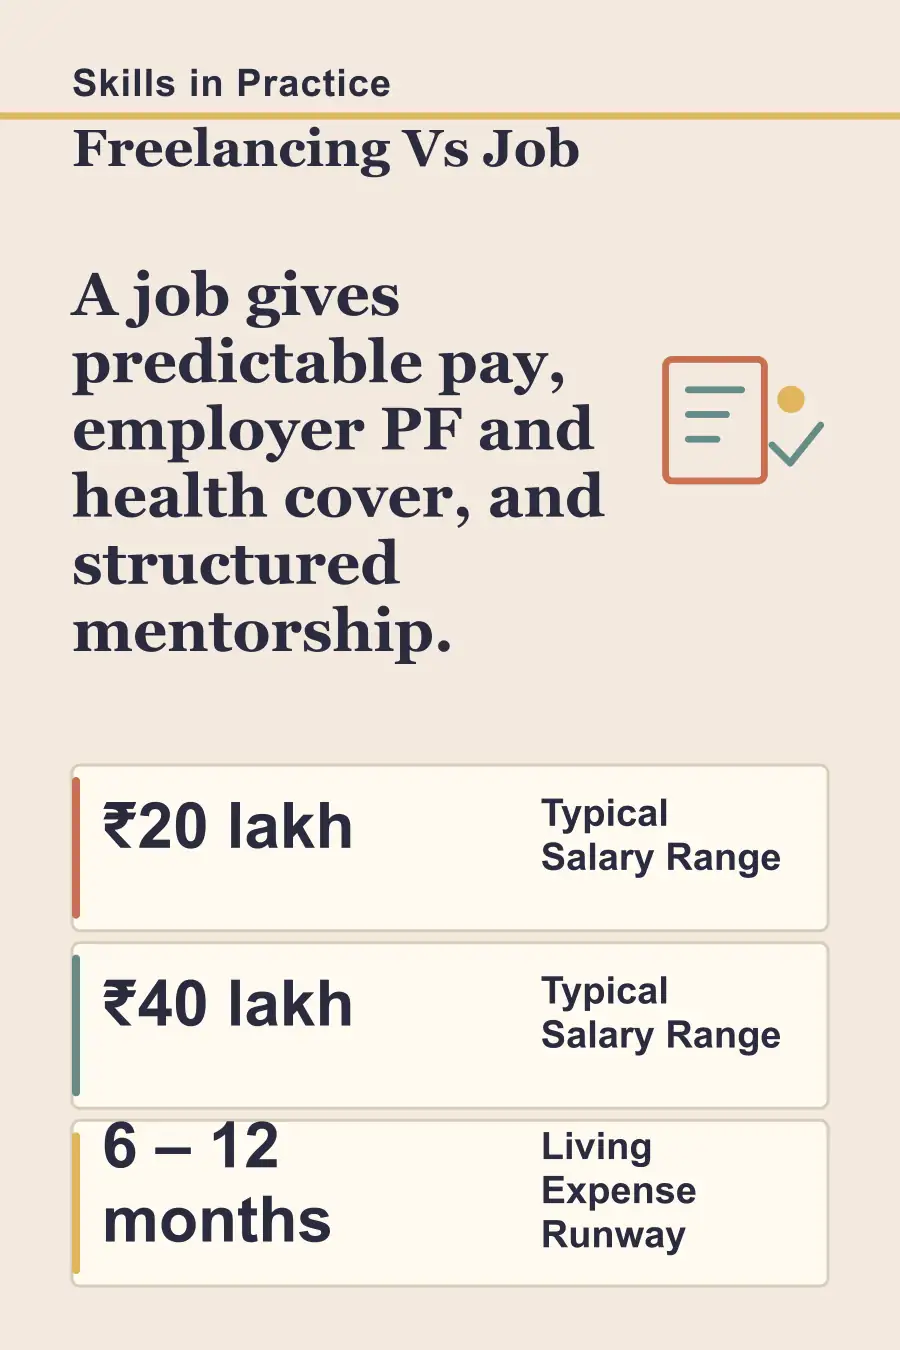 Skills in Practice
Freelancing Vs Job
A job gives
predictable pay,
employer PF and
health cover, and
structured
mentorship.
₹20 lakh
Typical
Salary Range
₹40 lakh
Typical
Salary Range
6 – 12
months
Living
Expense
Runway